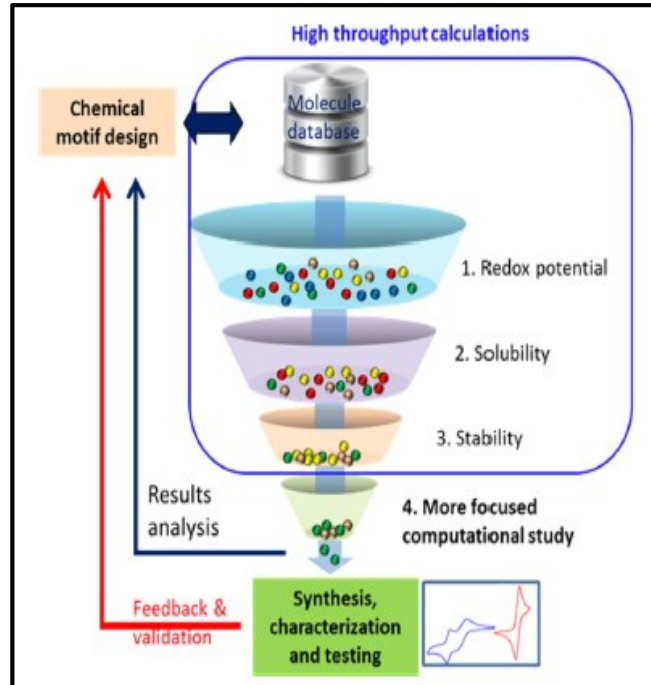 High throughput calculations
Chemical
motif design
Molecule
database
1. Redox potential
2. Solubility
3. Stability
4. More focused
computational study
Results
analysis
Feedback &
validation
Synthesis,
characterization
and testing